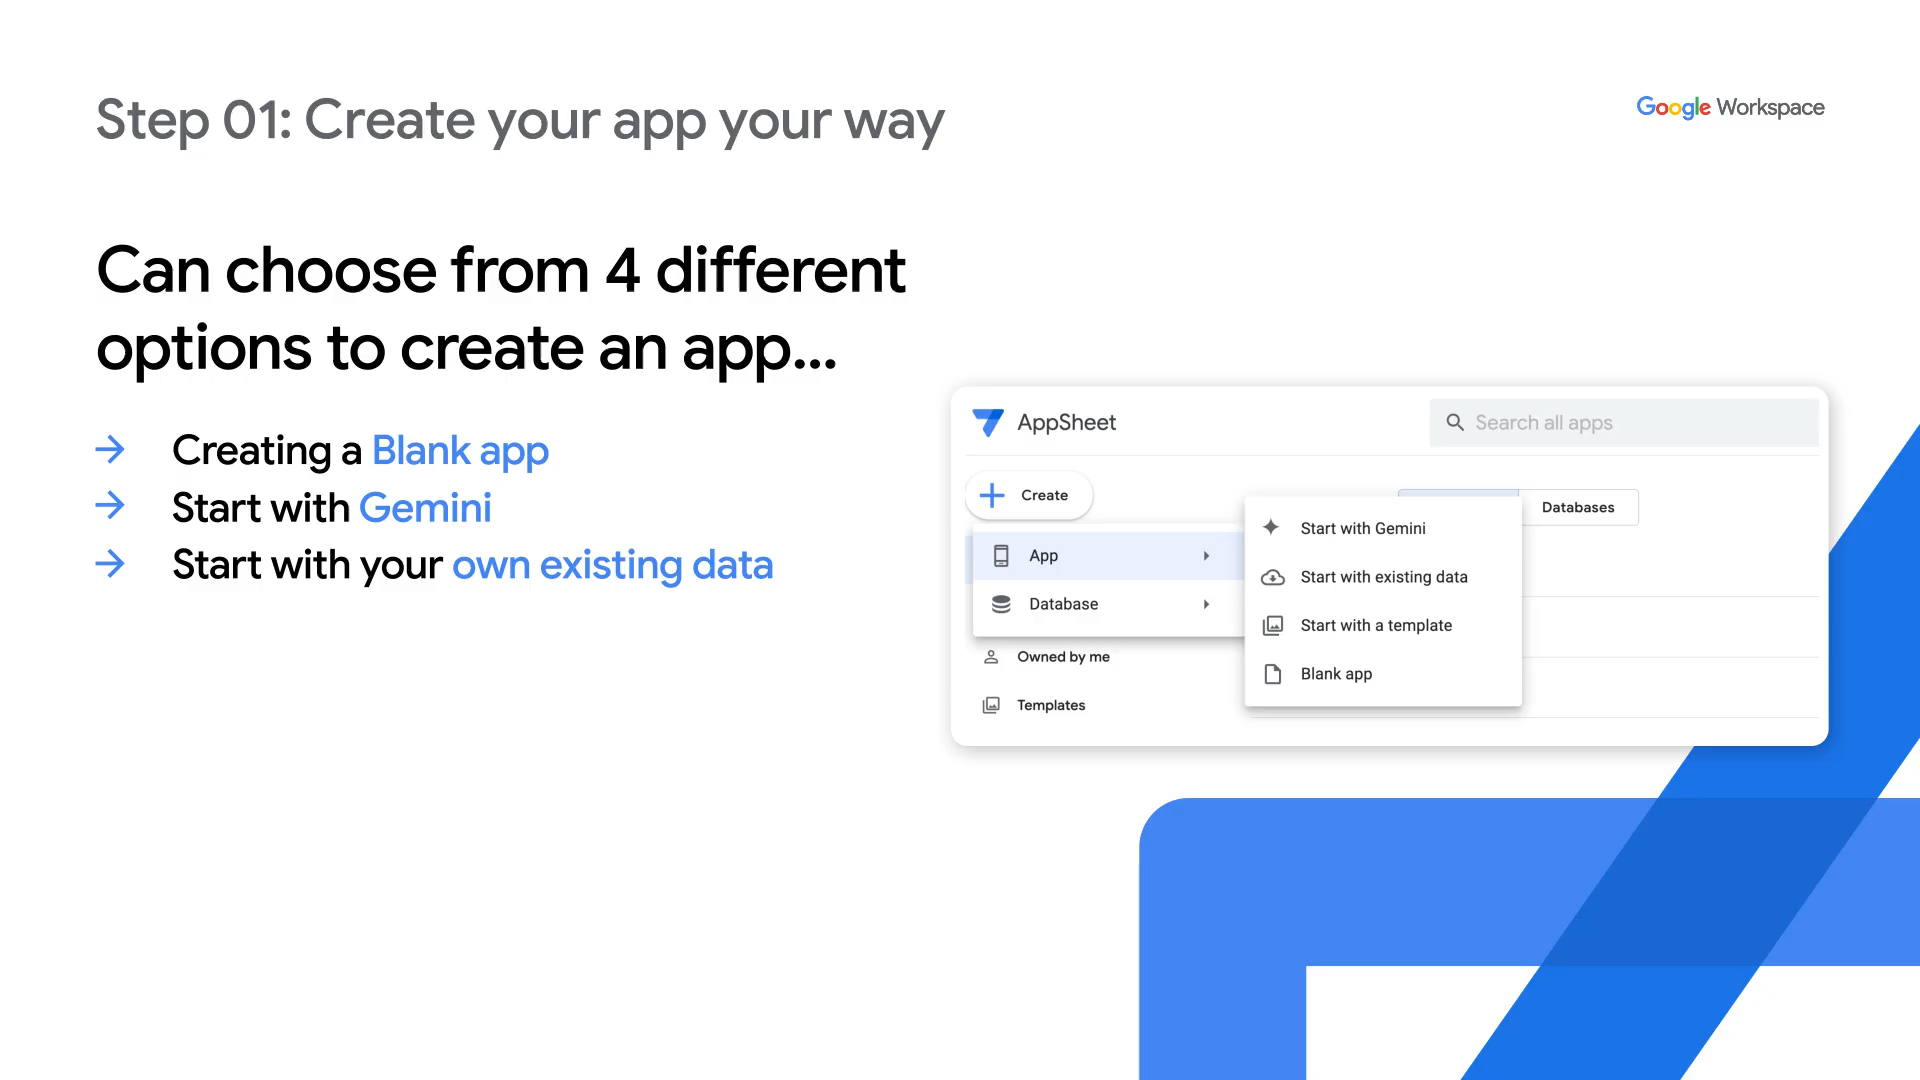 Step 01: Create your app your way
Google Workspace
Can choose from 4 different
options to create an app...
→ Creating a Blank app
→ Start with Gemini
→ Start with your own existing data
AppSheet
Search all apps
Create
Databases
App
Database
Owned by me
Templates
Start with Gemini
Start with existing data
Start with a template
Blank app